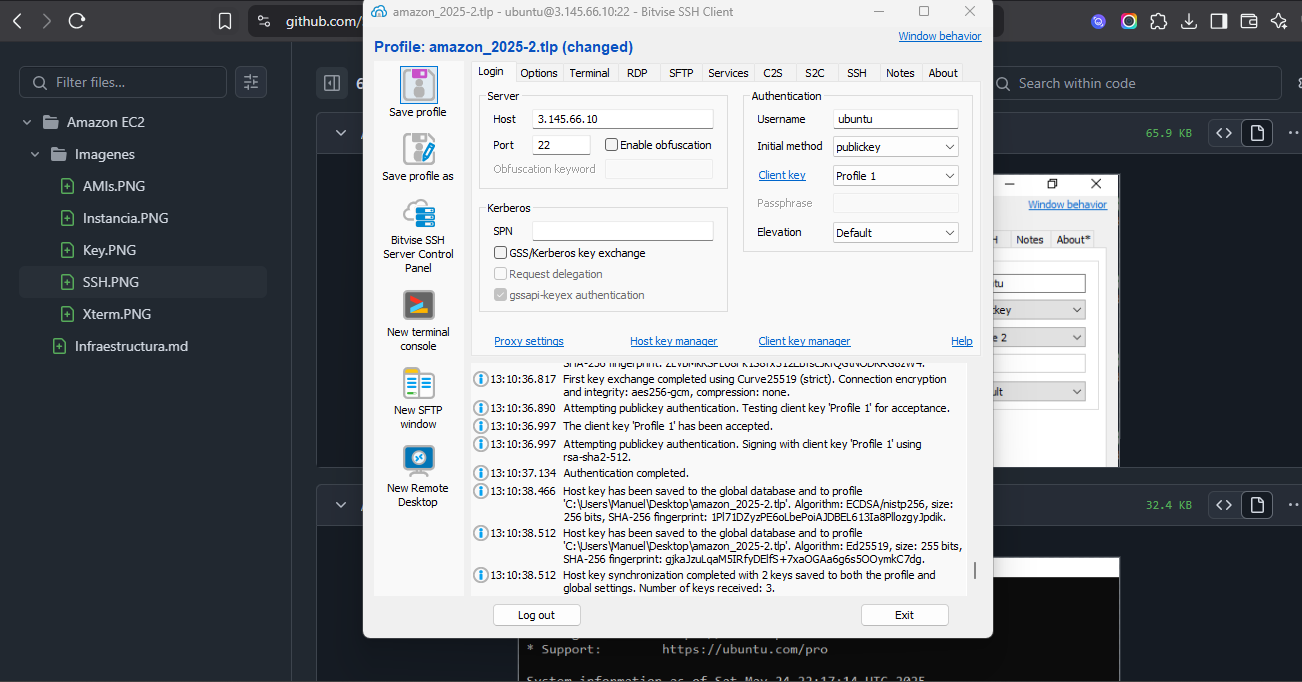 github.com/
amazon_2025-2.tlp - ubuntu@3.145.66.10:22 - Bitvise SSH Client
Profile: amazon_2025-2.tlp (changed)
Window behavior
Filter files...
Amazon EC2
Imagenes
AMIs.PNG
Instancia.PNG
Key.PNG
SSH.PNG
Xterm.PNG
Infraestructura.md
Save profile
Save profile as
Bitvise SSH
Server Control
Panel
New terminal
console
New SFTP
window
New Remote
Desktop
Login Options Terminal RDP SFTP Services C2S S2C SSH Notes About
Server
Host 3.145.66.10
Port 22 Enable obfuscation
Obfuscation keyword
Kerberos
SPN
GSS/Kerberos key exchange
Request delegation
gssapi-keyex authentication
Authentication
Username ubuntu
Initial method publickey
Client key Profile 1
Passphrase
Elevation Default
Proxy settings Host key manager Client key manager Help
13:10:36.817 First key exchange completed using Curve25519 (strict). Connection encryption
and integrity: aes256-gcm, compression: none.
13:10:36.890 Attempting publickey authentication. Testing client key 'Profile 1' for acceptance.
13:10:36.997 The client key 'Profile 1' has been accepted.
13:10:36.997 Attempting publickey authentication. Signing with client key 'Profile 1' using
rsa-sha2-512.
13:10:37.134 Authentication completed.
13:10:38.466 Host key has been saved to the global database and to profile
'C:\Users\Manuel\Desktop\amazon_2025-2.tlp'. Algorithm: ECDSA/nistp256, size:
256 bits, SHA-256 fingerprint: 1Pl71DZyzPE6oLbePoiAJDBEL613Ia8PllozgyJpdik.
13:10:38.512 Host key has been saved to the global database and to profile
'C:\Users\Manuel\Desktop\amazon_2025-2.tlp'. Algorithm: Ed25519, size: 255 bits,
SHA-256 fingerprint: gjkaJzuLqaM5IRfyDElfS+7xaOGAa6g6s5OOymkC7dg.
13:10:38.512 Host key synchronization completed with 2 keys saved to both the profile and
global settings. Number of keys received: 3.
Log out Exit
Search within code
65.9 KB
Window behavior
H Notes About*
tu
key
e 2
ult
32.4 KB
* Support: https://ubuntu.com/pro
System information as of Sat May 24 22:17:14 UTC 2025